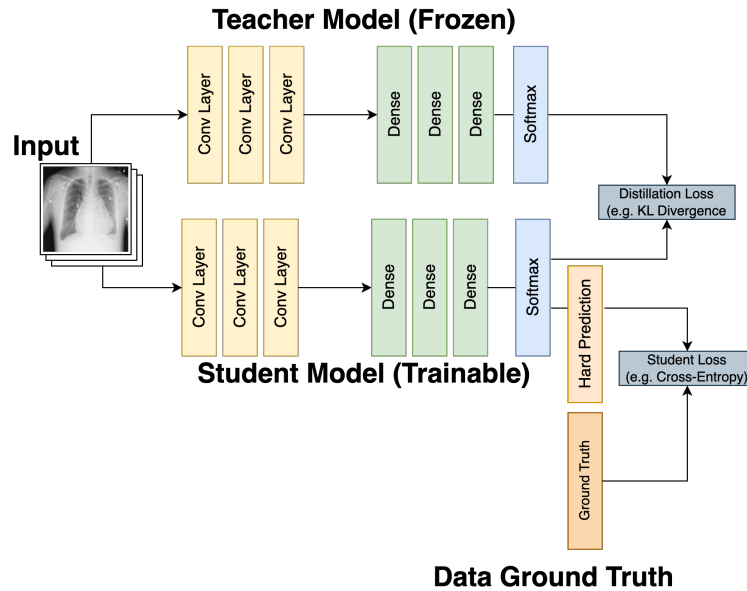 Teacher Model (Frozen)
Conv Layer
Conv Layer
Conv Layer
Dense
Dense
Dense
Softmax
Input
Distillation Loss
(e.g. KL Divergence
Conv Layer
Conv Layer
Conv Layer
Dense
Dense
Dense
Softmax
Hard Prediction
Student Loss
(e.g. Cross-Entropy)
Student Model (Trainable)
Ground Truth
Data Ground Truth